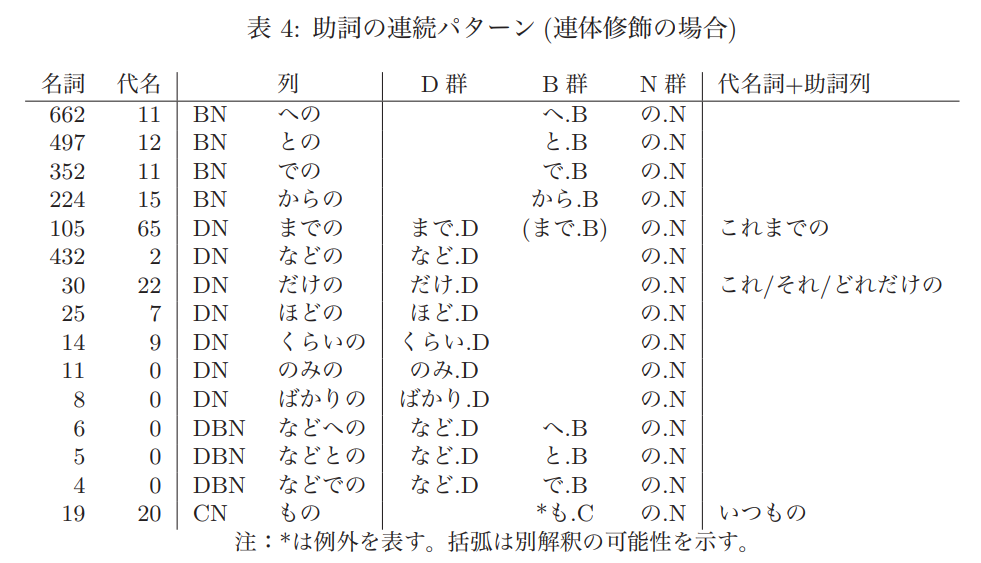 表 4: 助詞の連続パターン (連体修飾の場合)
名詞 代名 列 D 群 B 群 N 群 代名詞+助詞列
662 11 BN への へ.B の.N
497 12 BN との と.B の.N
352 11 BN での で.B の.N
224 15 BN からの から.B の.N
105 65 DN までの まで.D (まで.B) の.N これまでの
432 2 DN などの など.D の.N
30 22 DN だけの だけ.D の.N これ/それ/どれだけの
25 7 DN ほどの ほど.D の.N
14 9 DN くらいの くらい.D の.N
11 0 DN のみの のみ.D の.N
8 0 DN ばかりの ばかり.D の.N
6 0 DBN などへの など.D へ.B の.N
5 0 DBN などとの など.D と.B の.N
4 0 DBN などでの など.D で.B の.N
19 20 CN もの *も.C の.N いつもの
注：*は例外を表す。括弧は別解釈の可能性を示す。